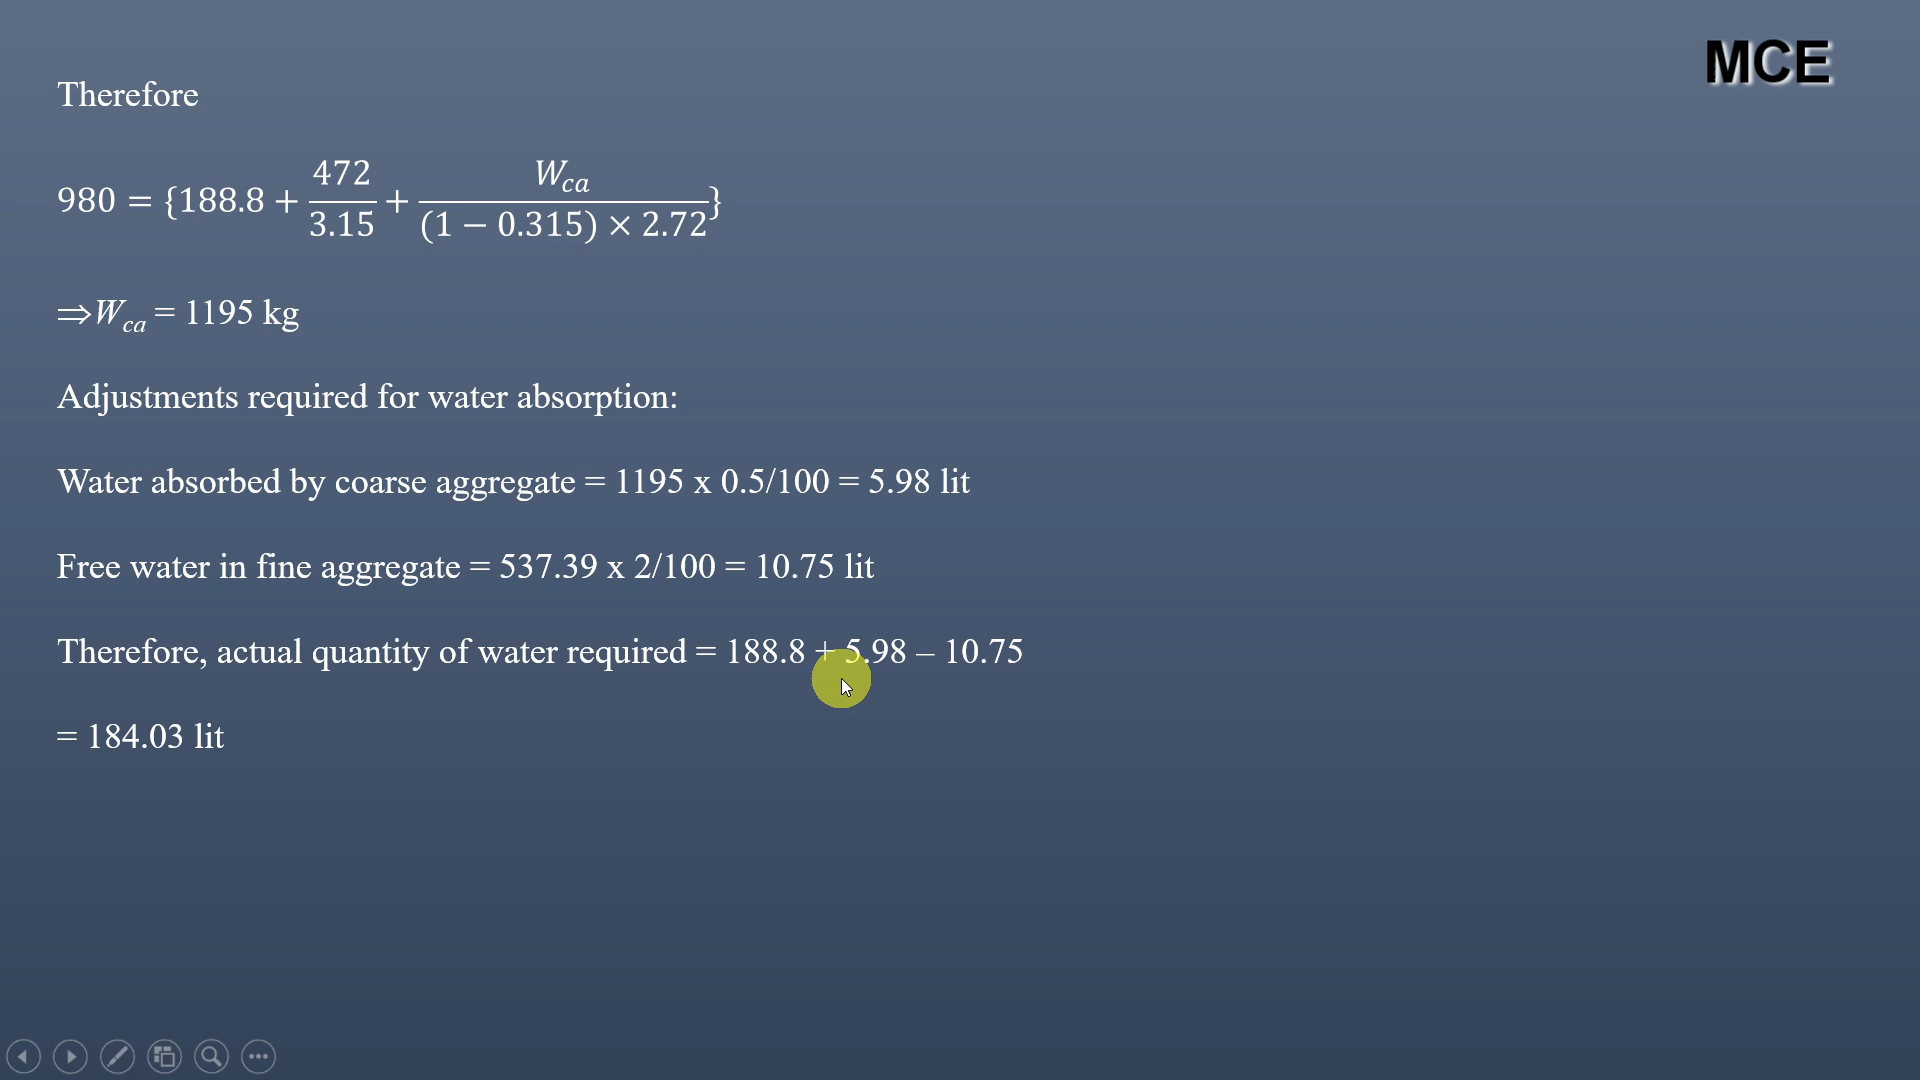 MCE
Therefore
980 = {188.8 + 472/3.15 + W_ca/((1 − 0.315) × 2.72)}
⇒W_ca = 1195 kg
Adjustments required for water absorption:
Water absorbed by coarse aggregate = 1195 x 0.5/100 = 5.98 lit
Free water in fine aggregate = 537.39 x 2/100 = 10.75 lit
Therefore, actual quantity of water required = 188.8 + 5.98 – 10.75
= 184.03 lit